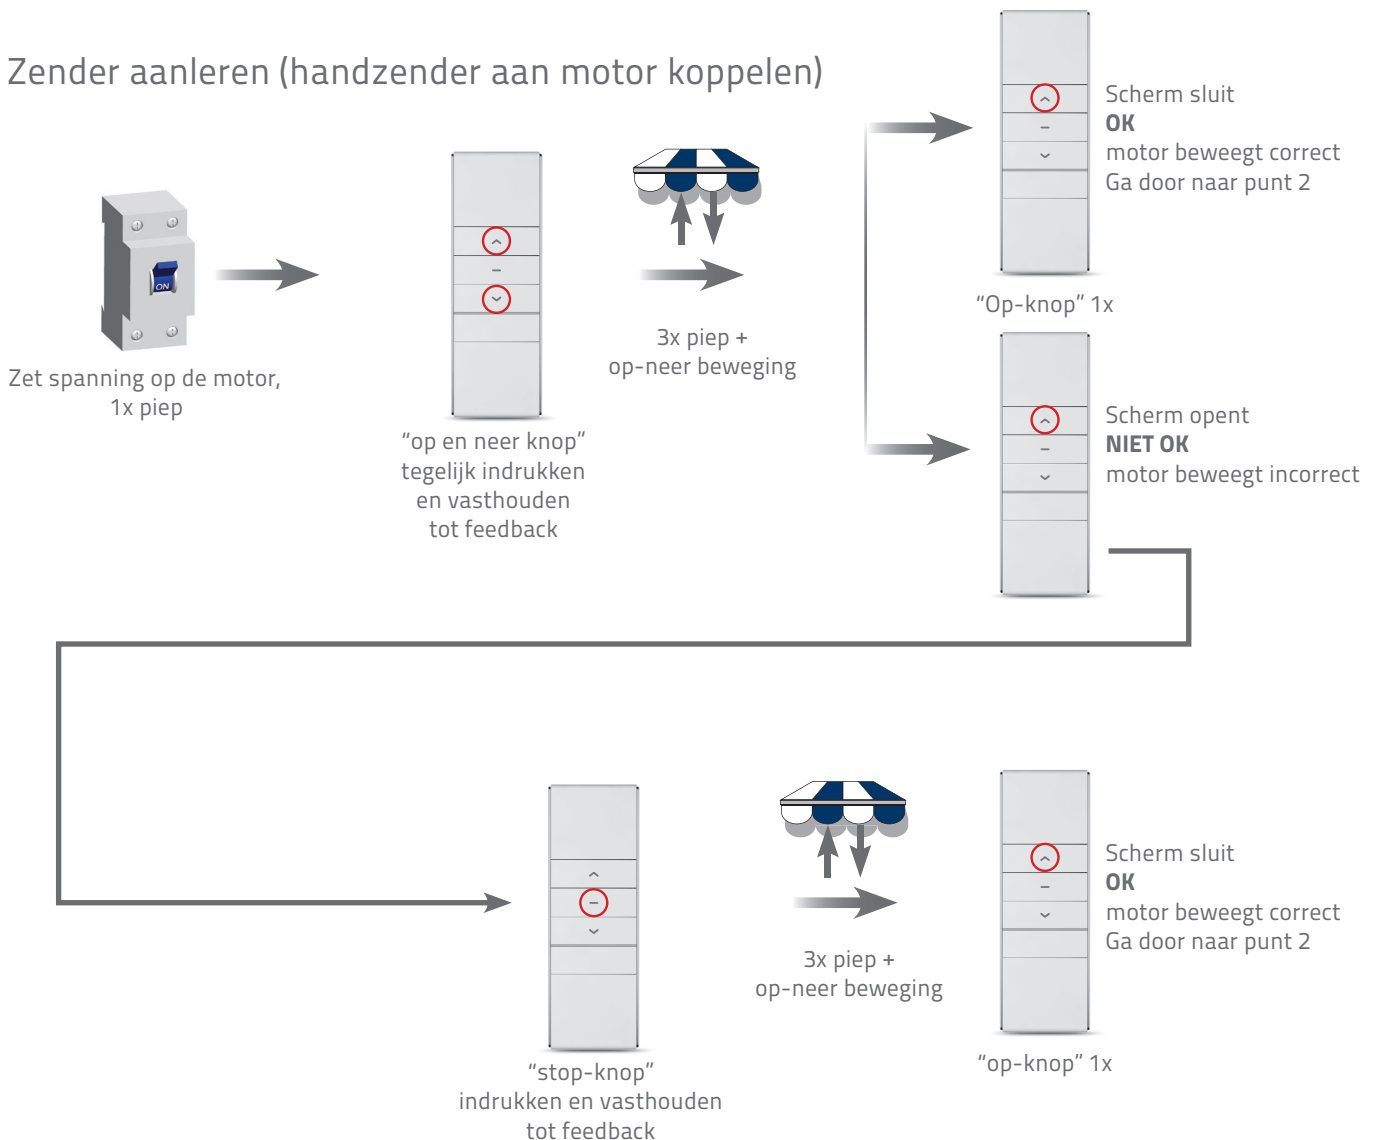 Zender aanleren (handzender aan motor koppelen)
ON
Zet spanning op de motor,
1x piep
“op en neer knop”
tegelijk indrukken
en vasthouden
tot feedback
3x piep +
op-neer beweging
Scherm sluit
OK
motor beweegt correct
Ga door naar punt 2
“Op-knop” 1x
Scherm opent
NIET OK
motor beweegt incorrect
“stop-knop”
indrukken en vasthouden
tot feedback
3x piep +
op-neer beweging
Scherm sluit
OK
motor beweegt correct
Ga door naar punt 2
“op-knop” 1x